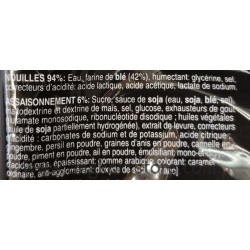 NOUILLES 94%: Eau, farine de blé (42%), humectant: glycérine, sel,
correcteurs d'acidité: acide lactique, acide acétique, lactate de sodium.
ASSAISONNEMENT 6%: Sucre, sauce de soja (eau, soja, blé, sel),
maltodextrine et dextrine de maïs, sel, glucose, exhausteurs de goût
glutamate monosodique, ribonucléotide disodique; huiles végétales
huile de soja partiellement hydrogénée), extrait de levure, correcteurs
d'acidité: carbonates de sodium et de potassium, acide citrique,
gingembre, persil en poudre, graines d'anis en poudre, oignon en
poudre, piment en poudre, ail en poudre, émulsifiant: mono-et di-
d'acides gras, épaississant: gomme arabique, colorant: caramel
ordinaire, anti-agglomérant: dioxyde de